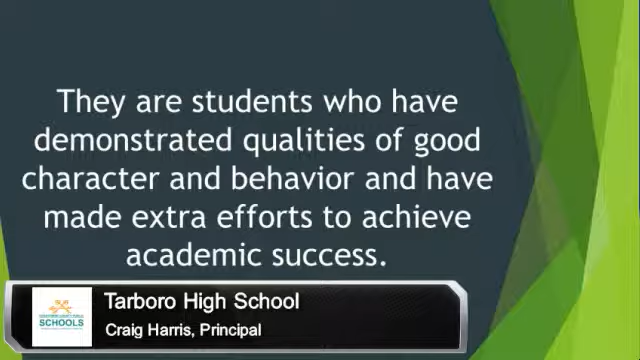 They are students who have
demonstrated qualities of good
character and behavior and have
made extra efforts to achieve
academic success.
SCHOOLS
Tarboro High School
Craig Harris, Principal